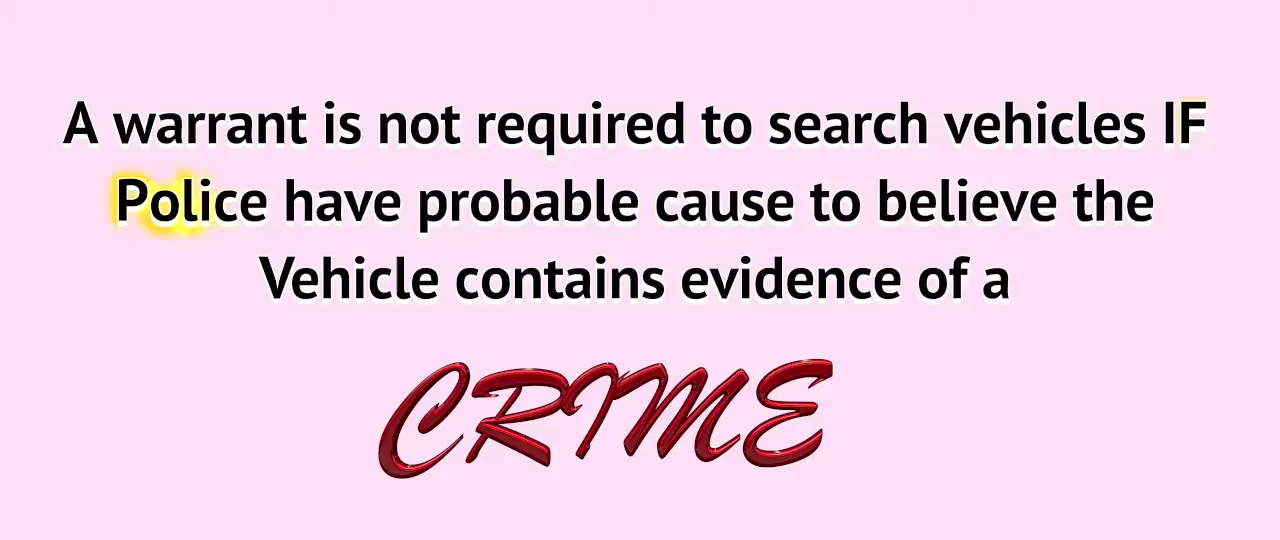 A warrant is not required to search vehicles IF
Police have probable cause to believe the
Vehicle contains evidence of a
CRIME